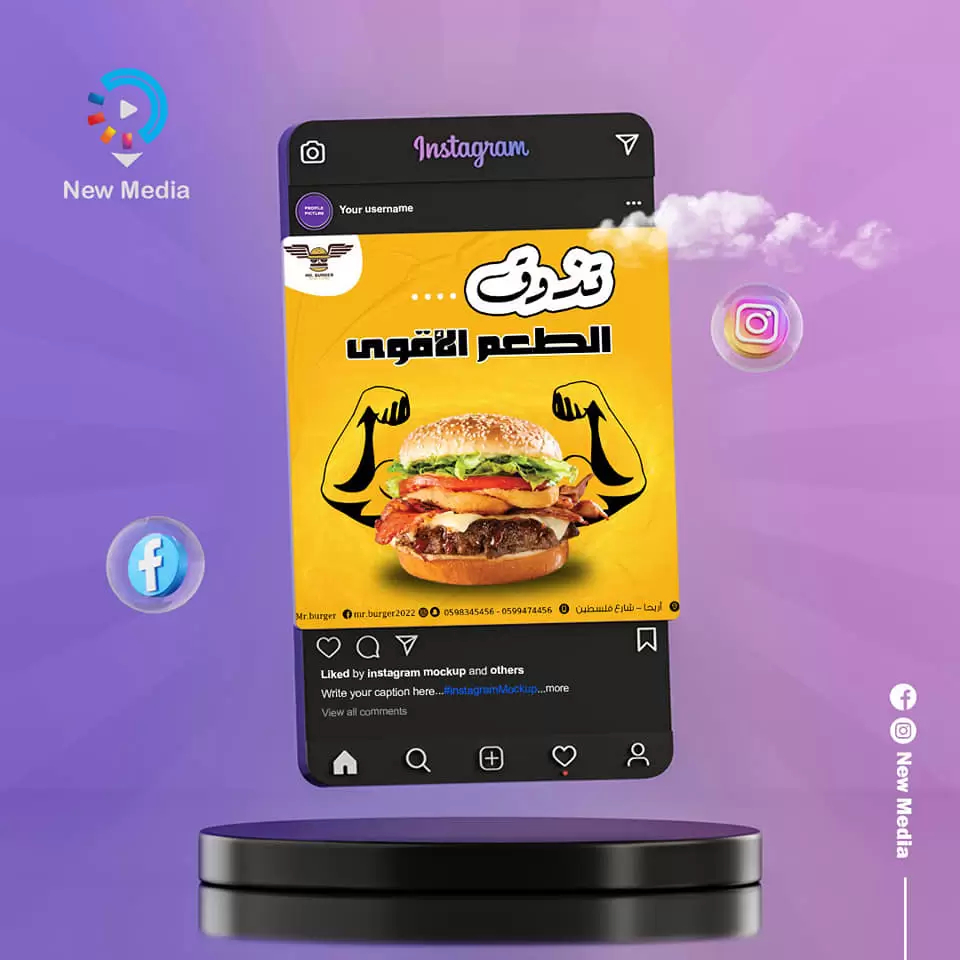 New Media
Instagram
PROFILE
PICTURE
Your username
MR. BURGER
تذوق ....
الطعم الأقوى
Mr.burger mr.burger2022 0598345456 - 0599474456 أريحا - شارع فلسطين
Liked by instagram mockup and others
Write your caption here...#instagramMockup...more
View all comments
New Media